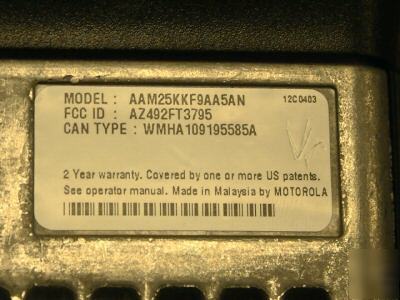 MODEL : AAM25KKF9AA5AN 12C0403
FCC ID : AZ492FT3795
CAN TYPE : WMHA109195585A
2 Year warranty. Covered by one or more US patents.
See operator manual. Made in Malaysia by MOTOROLA